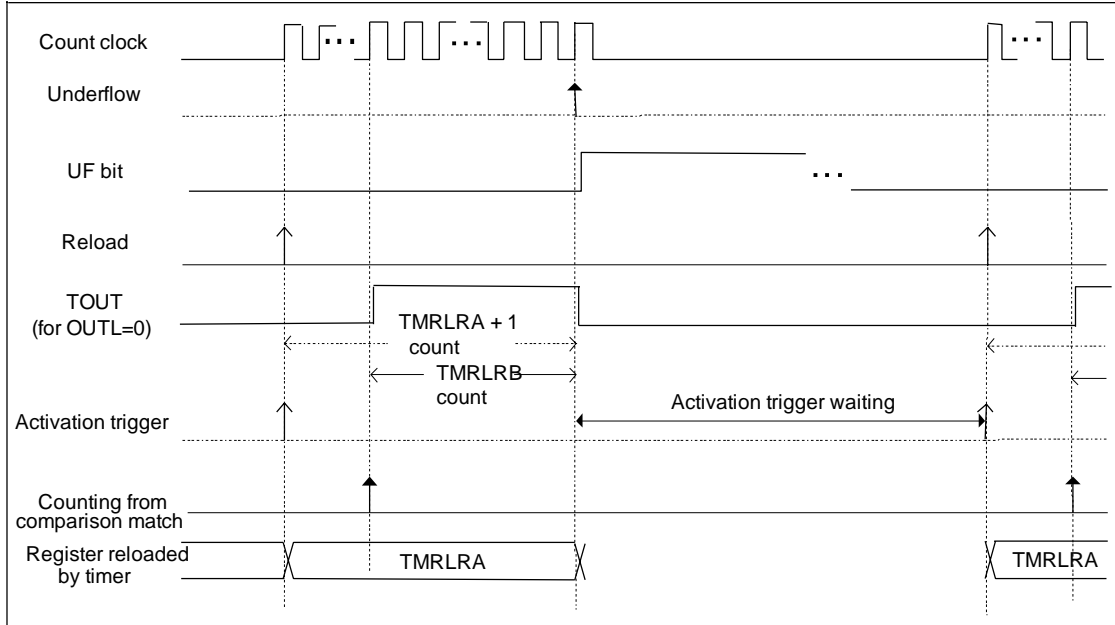 Count clock
Underflow
UF bit
Reload
TOUT
(for OUTL=0)
TMRLRA + 1
count
TMRLRB
count
Activation trigger
Activation trigger waiting
Counting from
comparison match
Register reloaded
by timer
TMRLRA
TMRLRA